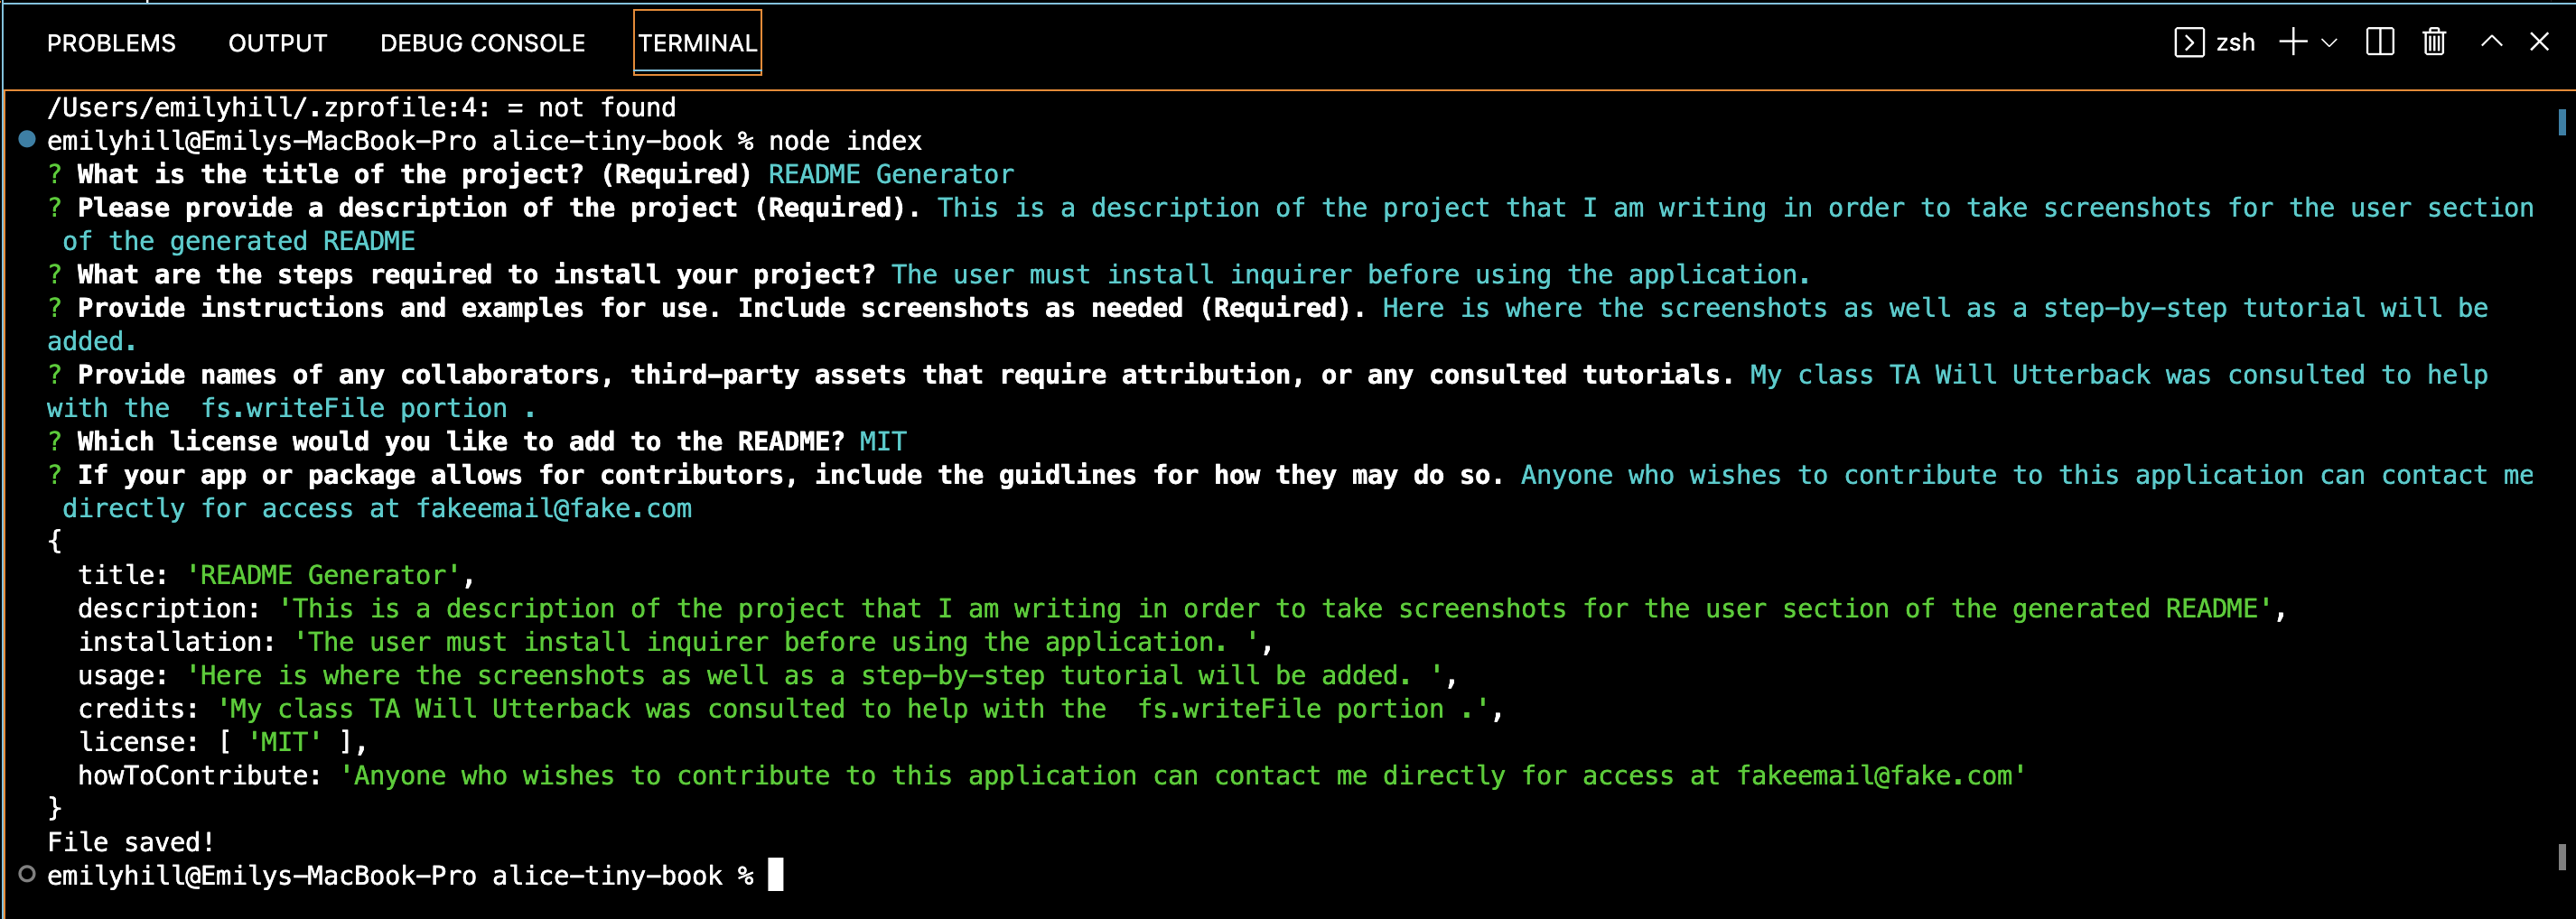 PROBLEMS OUTPUT DEBUG CONSOLE TERMINAL zsh
/Users/emilyhill/.zprofile:4: = not found
emilyhill@Emilys-MacBook-Pro alice-tiny-book % node index
? What is the title of the project? (Required) README Generator
? Please provide a description of the project (Required). This is a description of the project that I am writing in order to take screenshots for the user section
of the generated README
? What are the steps required to install your project? The user must install inquirer before using the application.
? Provide instructions and examples for use. Include screenshots as needed (Required). Here is where the screenshots as well as a step-by-step tutorial will be
added.
? Provide names of any collaborators, third-party assets that require attribution, or any consulted tutorials. My class TA Will Utterback was consulted to help
with the  fs.writeFile portion .
? Which license would you like to add to the README? MIT
? If your app or package allows for contributors, include the guidlines for how they may do so. Anyone who wishes to contribute to this application can contact me
directly for access at fakeemail@fake.com
{
  title: 'README Generator',
  description: 'This is a description of the project that I am writing in order to take screenshots for the user section of the generated README',
  installation: 'The user must install inquirer before using the application. ',
  usage: 'Here is where the screenshots as well as a step-by-step tutorial will be added. ',
  credits: 'My class TA Will Utterback was consulted to help with the  fs.writeFile portion .',
  license: [ 'MIT' ],
  howToContribute: 'Anyone who wishes to contribute to this application can contact me directly for access at fakeemail@fake.com'
}
File saved!
emilyhill@Emilys-MacBook-Pro alice-tiny-book %